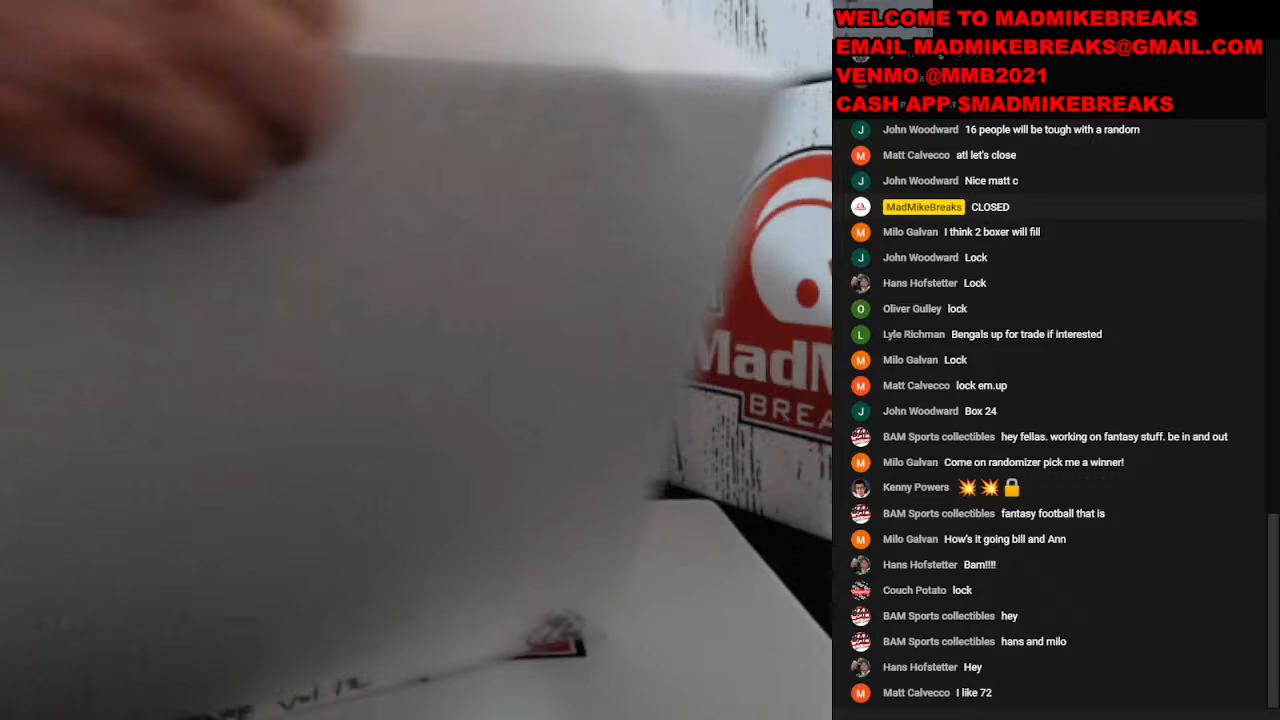 WELCOME TO MADMIKEBREAKS
EMAIL MADMIKEBREAKS@GMAIL.COM
VENMO @MMB2021
CASH APP $MADMIKEBREAKS
John Woodward 16 people will be tough with a random
Matt Calvecco atl let's close
John Woodward Nice matt c
MadMikeBreaks CLOSED
Milo Galvan I think 2 boxer will fill
John Woodward Lock
Hans Hofstetter Lock
Oliver Gulley lock
Lyle Richman Bengals up for trade if interested
Milo Galvan Lock
Matt Calvecco lock em.up
John Woodward Box 24
BAM Sports collectibles hey fellas. working on fantasy stuff. be in and out
Milo Galvan Come on randomizer pick me a winner!
Kenny Powers 💥💥🔒
BAM Sports collectibles fantasy football that is
Milo Galvan How's it going bill and Ann
Hans Hofstetter Bam!!!!
Couch Potato lock
BAM Sports collectibles hey
BAM Sports collectibles hans and milo
Hans Hofstetter Hey
Matt Calvecco I like 72
MadM
BREA